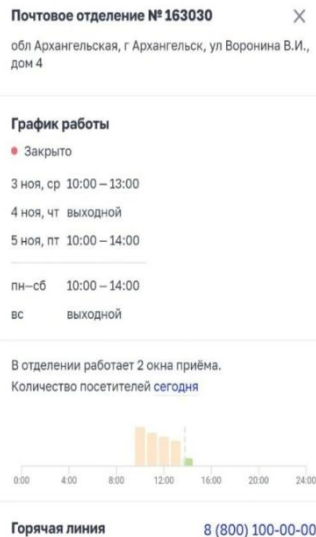 Почтовое отделение № 163030
обл Архангельская, г Архангельск, ул Воронина В.И.,
дом 4
График работы
Закрыто
3 ноя, ср 10:00 – 13:00
4 ноя, чт выходной
5 ноя, пт 10:00 – 14:00
пн–сб 10:00 – 14:00
вс выходной
В отделении работает 2 окна приёма.
Количество посетителей сегодня
0:00 4:00 8:00 12:00 16:00 20:00 24:00
Горячая линия 8 (800) 100-00-00